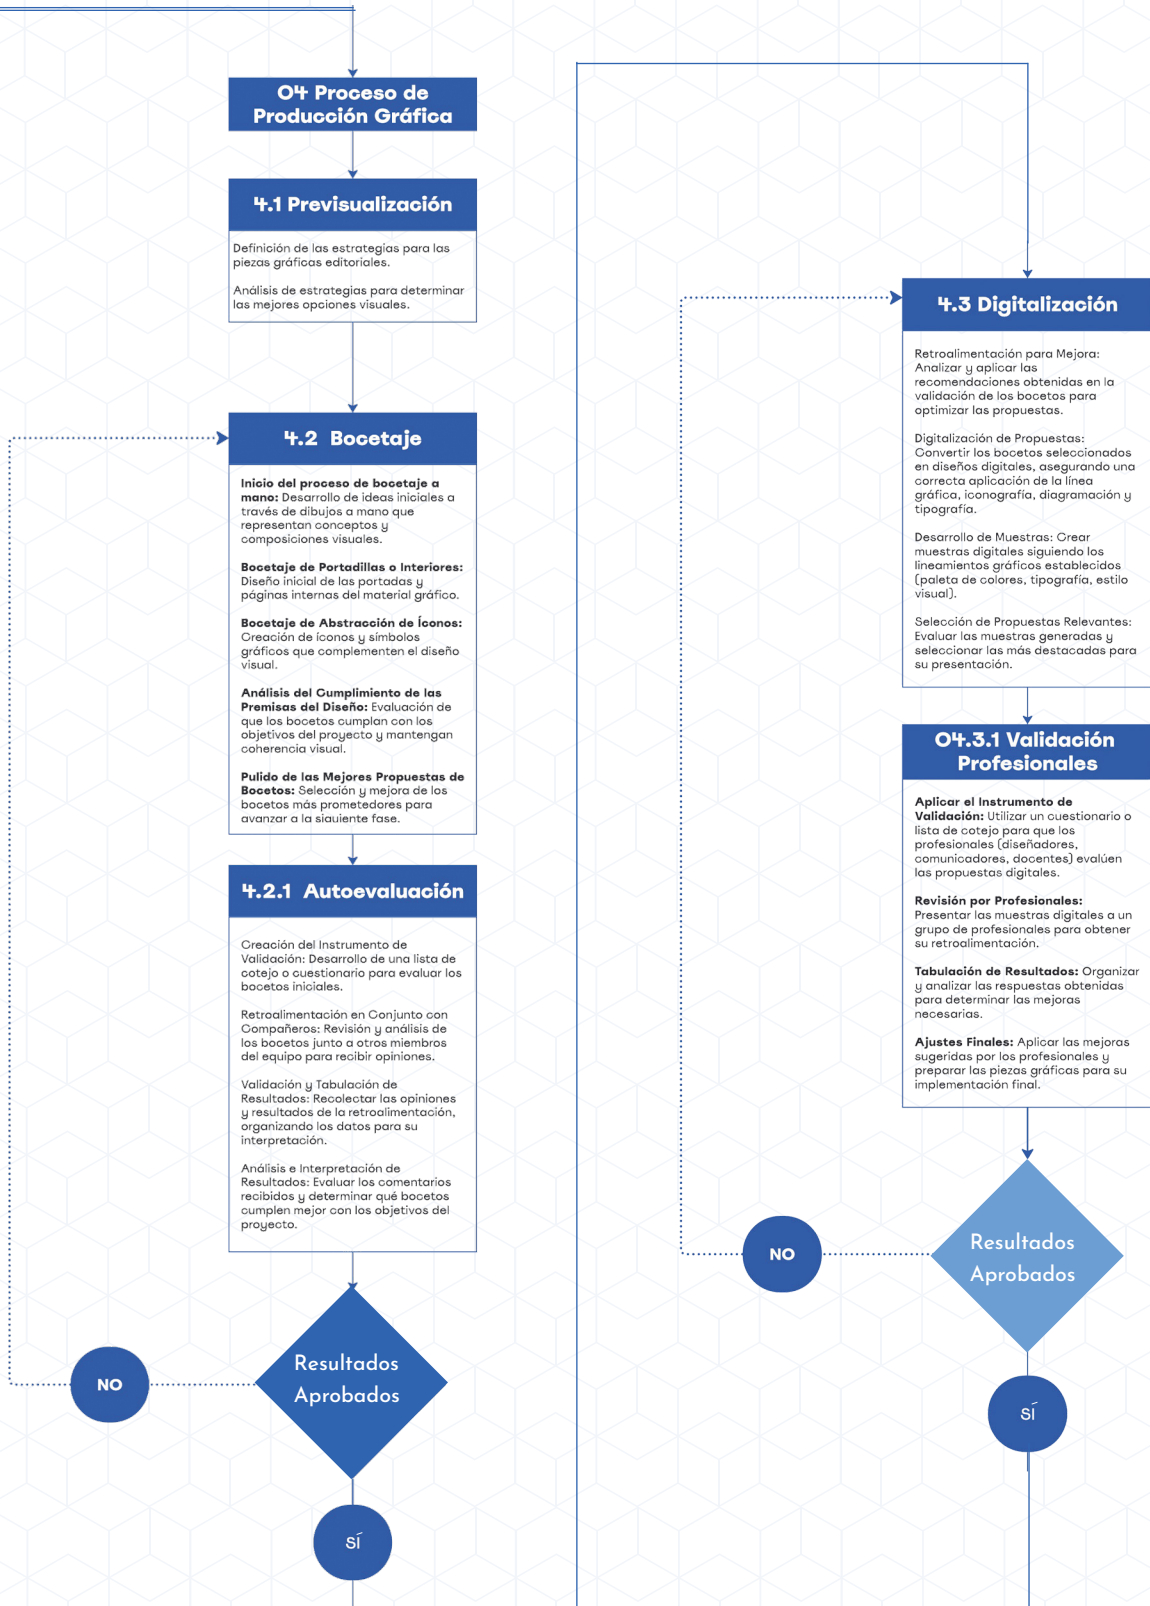 04 Proceso de
Producción Gráfica
4.1 Previsualización
Definición de las estrategias para las
piezas gráficas editoriales.
Análisis de estrategias para determinar
las mejores opciones visuales.
4.2 Bocetaje
Inicio del proceso de bocetaje a
mano: Desarrollo de ideas iniciales a
través de dibujos a mano que
representan conceptos y
composiciones visuales.
Bocetaje de Portadillas o Interiores:
Diseño inicial de las portadas y
páginas internas del material gráfico.
Bocetaje de Abstracción de Íconos:
Creación de íconos y símbolos
gráficos que complementen el diseño
visual.
Análisis del Cumplimiento de las
Premisas del Diseño: Evaluación de
que los bocetos cumplan con los
objetivos del proyecto y mantengan
coherencia visual.
Pulido de las Mejores Propuestas de
Bocetos: Selección y mejora de los
bocetos más prometedores para
avanzar a la siguiente fase.
4.2.1 Autoevaluación
Creación del Instrumento de
Validación: Desarrollo de una lista de
cotejo o cuestionario para evaluar los
bocetos iniciales.
Retroalimentación en Conjunto con
Compañeros: Revisión y análisis de
los bocetos junto a otros miembros
del equipo para recibir opiniones.
Validación y Tabulación de
Resultados: Recolectar las opiniones
y resultados de la retroalimentación,
organizando los datos para su
interpretación.
Análisis e Interpretación de
Resultados: Evaluar los comentarios
recibidos y determinar qué bocetos
cumplen mejor con los objetivos del
proyecto.
Resultados
Aprobados
NO
SÍ
4.3 Digitalización
Retroalimentación para Mejora:
Analizar y aplicar las
recomendaciones obtenidas en la
validación de los bocetos para
optimizar las propuestas.
Digitalización de Propuestas:
Convertir los bocetos seleccionados
en diseños digitales, asegurando una
correcta aplicación de la línea
gráfica, iconografía, diagramación y
tipografía.
Desarrollo de Muestras: Crear
muestras digitales siguiendo los
lineamientos gráficos establecidos
(paleta de colores, tipografía, estilo
visual).
Selección de Propuestas Relevantes:
Evaluar las muestras generadas y
seleccionar las más destacadas para
su presentación.
04.3.1 Validación
Profesionales
Aplicar el Instrumento de
Validación: Utilizar un cuestionario o
lista de cotejo para que los
profesionales (diseñadores,
comunicadores, docentes) evalúen
las propuestas digitales.
Revisión por Profesionales:
Presentar las muestras digitales a un
grupo de profesionales para obtener
su retroalimentación.
Tabulación de Resultados: Organizar
y analizar las respuestas obtenidas
para determinar las mejoras
necesarias.
Ajustes Finales: Aplicar las mejoras
sugeridas por los profesionales y
preparar las piezas gráficas para su
implementación final.
Resultados
Aprobados
NO
SÍ